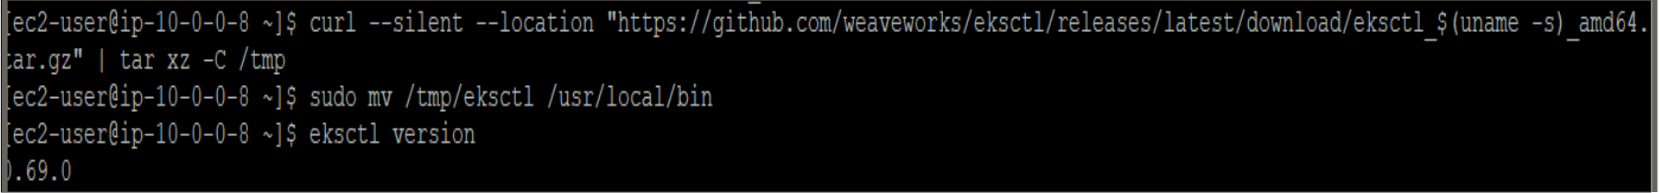 [ec2-user@ip-10-0-0-8 ~]$ curl --silent --location "https://github.com/weaveworks/eksctl/releases/latest/download/eksctl_$(uname -s)_amd64.
tar.gz" | tar xz -C /tmp
[ec2-user@ip-10-0-0-8 ~]$ sudo mv /tmp/eksctl /usr/local/bin
[ec2-user@ip-10-0-0-8 ~]$ eksctl version
0.69.0